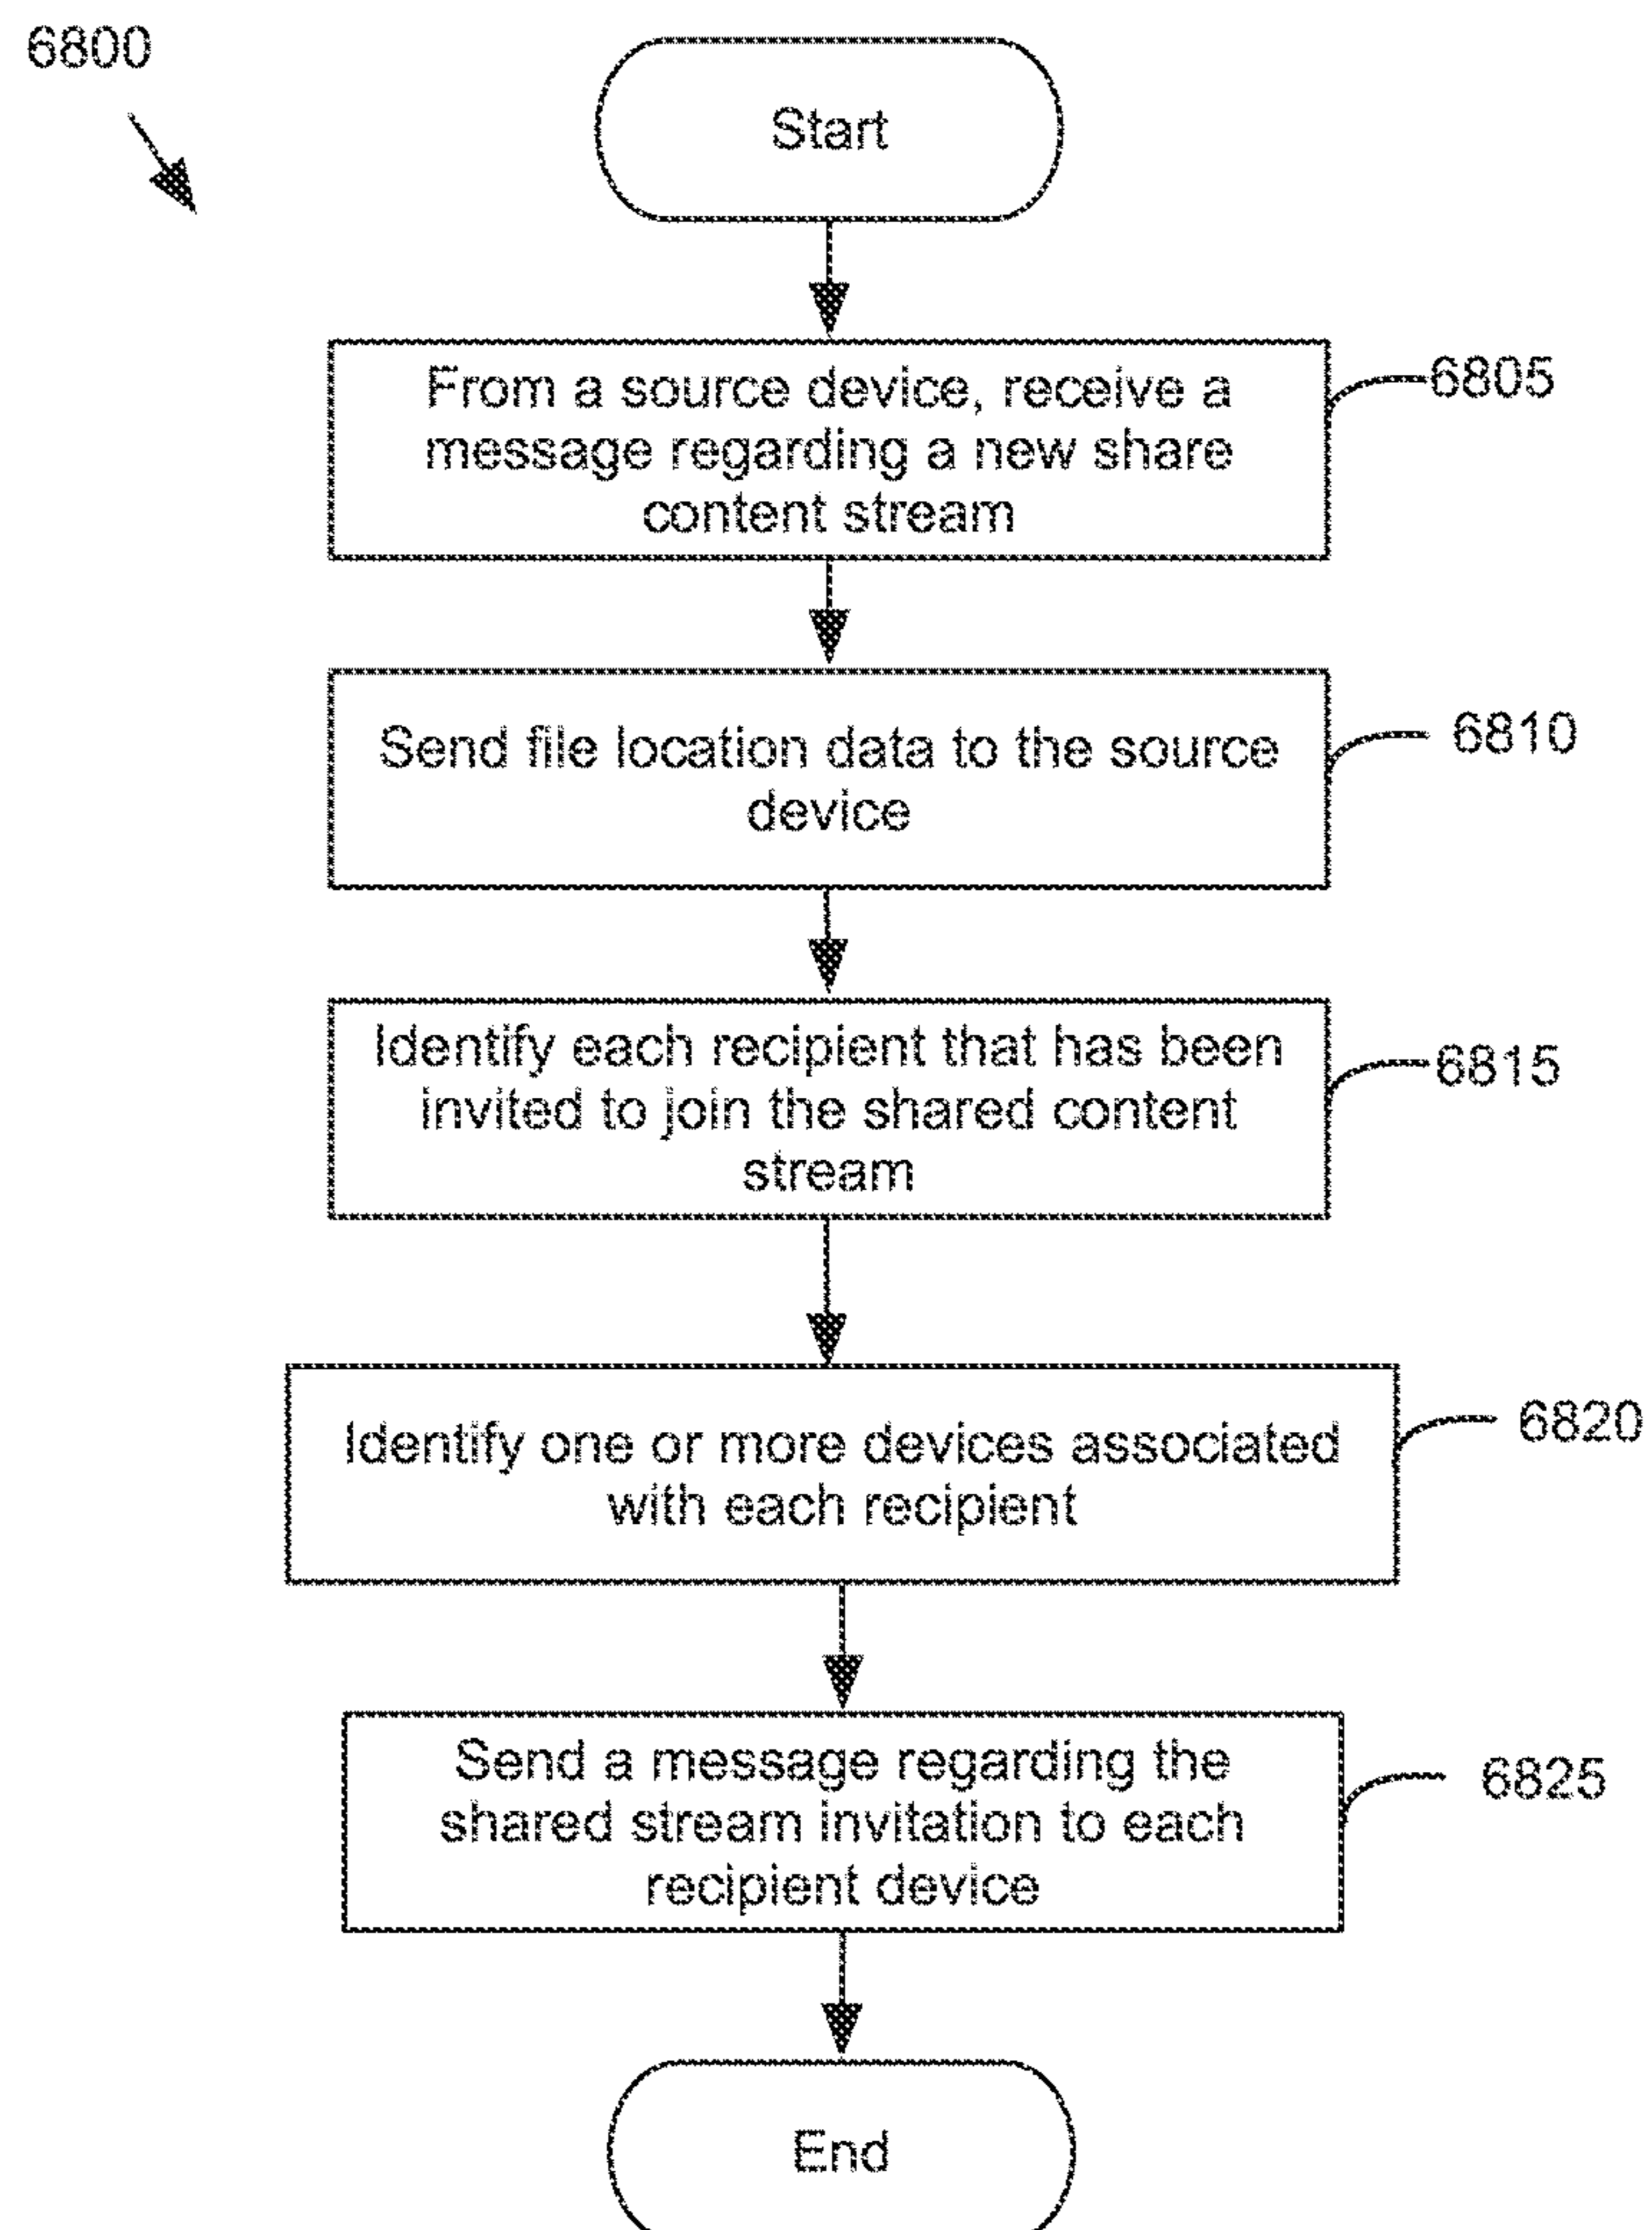 6800
Start
From a source device, receive a
message regarding a new share
content stream
6805
Send file location data to the source
device
6810
Identify each recipient that has been
invited to join the shared content
stream
6815
Identify one or more devices associated
with each recipient
6820
Send a message regarding the
shared stream invitation to each
recipient device
6825
End